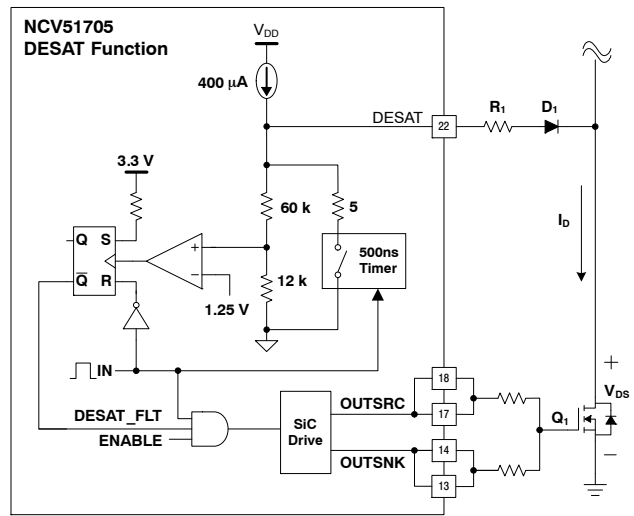 NCV51705
DESAT Function
V_DD
400 µA
DESAT
22
R₁
D₁
3.3 V
60 k
5
Q S
Q̅ R
+
−
500ns
Timer
I_D
12 k
1.25 V
IN
+
18
V_DS
DESAT_FLT
ENABLE
SiC
Drive
OUTSRC
17
Q₁
OUTSNK
14
−
13